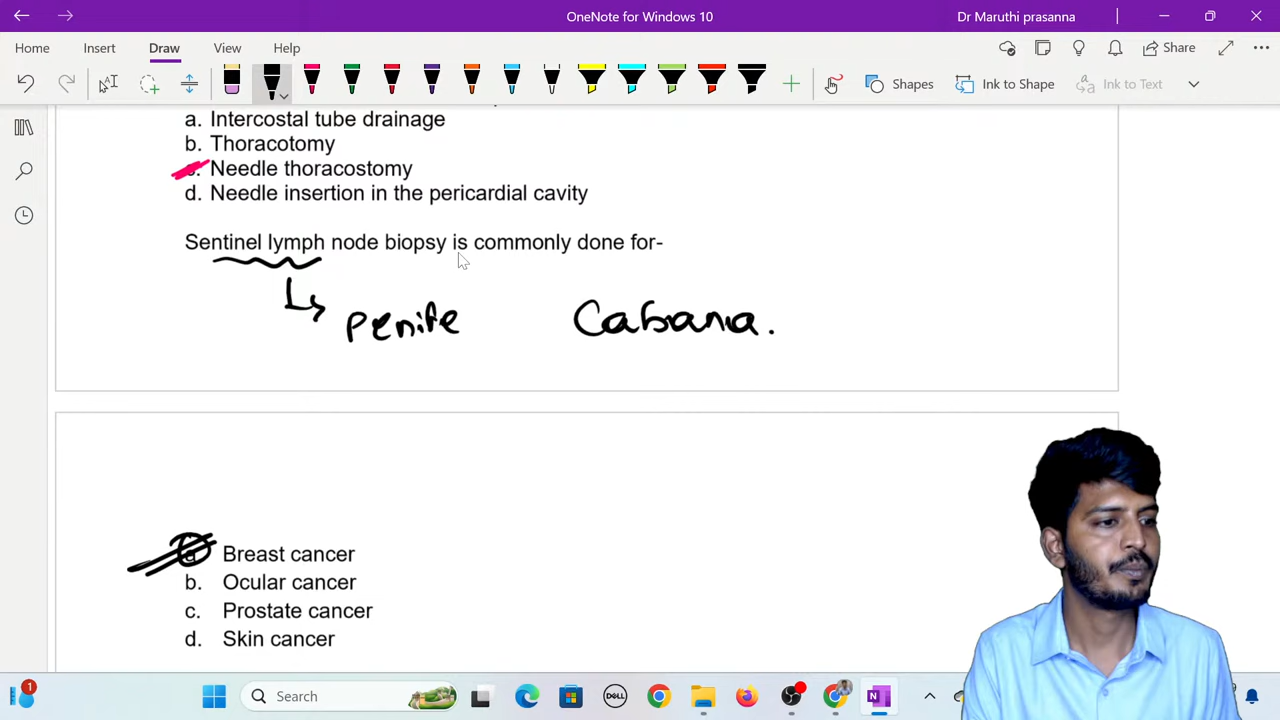 OneNote for Windows 10
Dr Maruthi prasanna
Home Insert Draw View Help
Share
Shapes
Ink to Shape
Ink to Text
a. Intercostal tube drainage
b. Thoracotomy
Needle thoracostomy
d. Needle insertion in the pericardial cavity
Sentinel lymph node biopsy is commonly done for-
Penile Cabana.
a Breast cancer
b. Ocular cancer
c. Prostate cancer
d. Skin cancer
1
Search
DELL